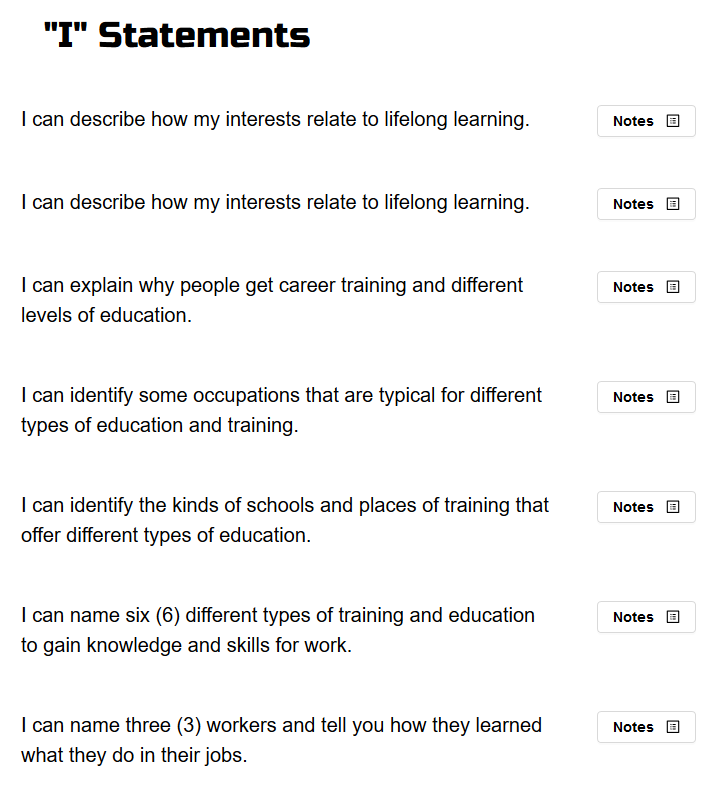 "I" Statements
I can describe how my interests relate to lifelong learning.
Notes
I can describe how my interests relate to lifelong learning.
Notes
I can explain why people get career training and different
levels of education.
Notes
I can identify some occupations that are typical for different
types of education and training.
Notes
I can identify the kinds of schools and places of training that
offer different types of education.
Notes
I can name six (6) different types of training and education
to gain knowledge and skills for work.
Notes
I can name three (3) workers and tell you how they learned
what they do in their jobs.
Notes